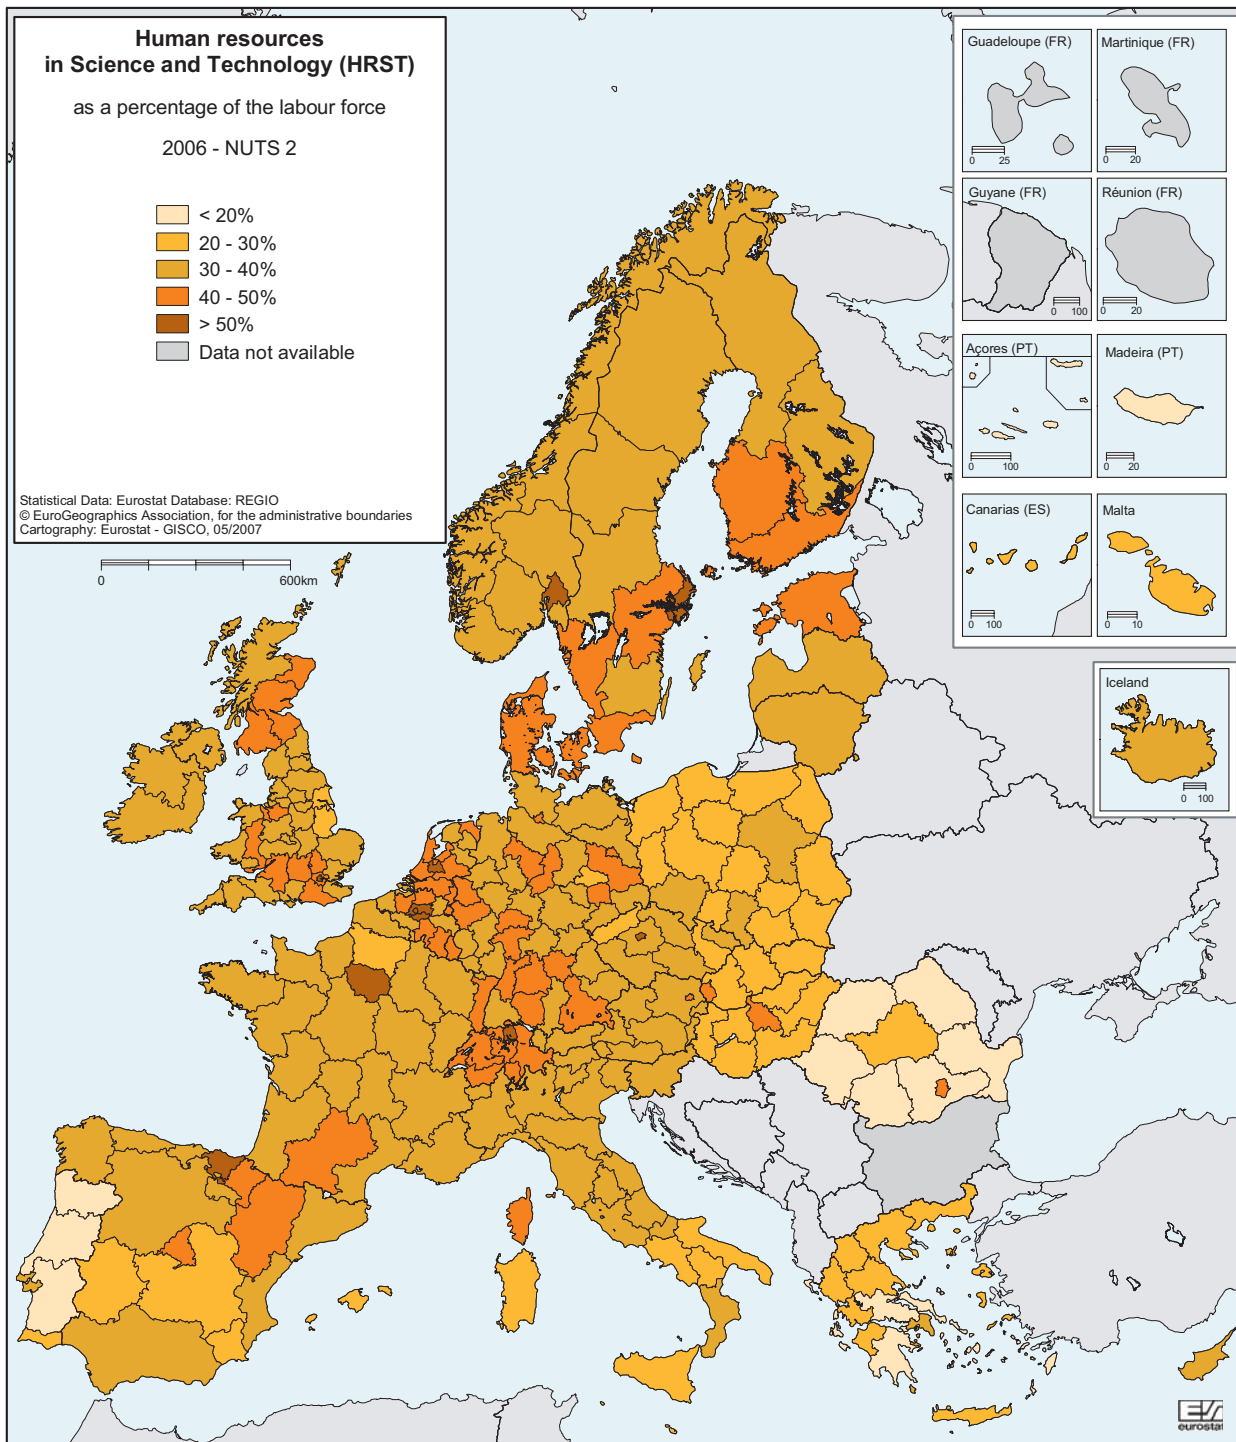 Human resources
in Science and Technology (HRST)
as a percentage of the labour force
2006 - NUTS 2
< 20%
20 - 30%
30 - 40%
40 - 50%
> 50%
Data not available
Statistical Data: Eurostat Database: REGIO
© EuroGeographics Association, for the administrative boundaries
Cartography: Eurostat - GISCO, 05/2007
0 600km
Guadeloupe (FR)
0 25
Martinique (FR)
0 20
Guyane (FR)
0 100
Réunion (FR)
0 20
Açores (PT)
0 100
Madeira (PT)
0 20
Canarias (ES)
0 100
Malta
0 10
Iceland
0 100
eurostat